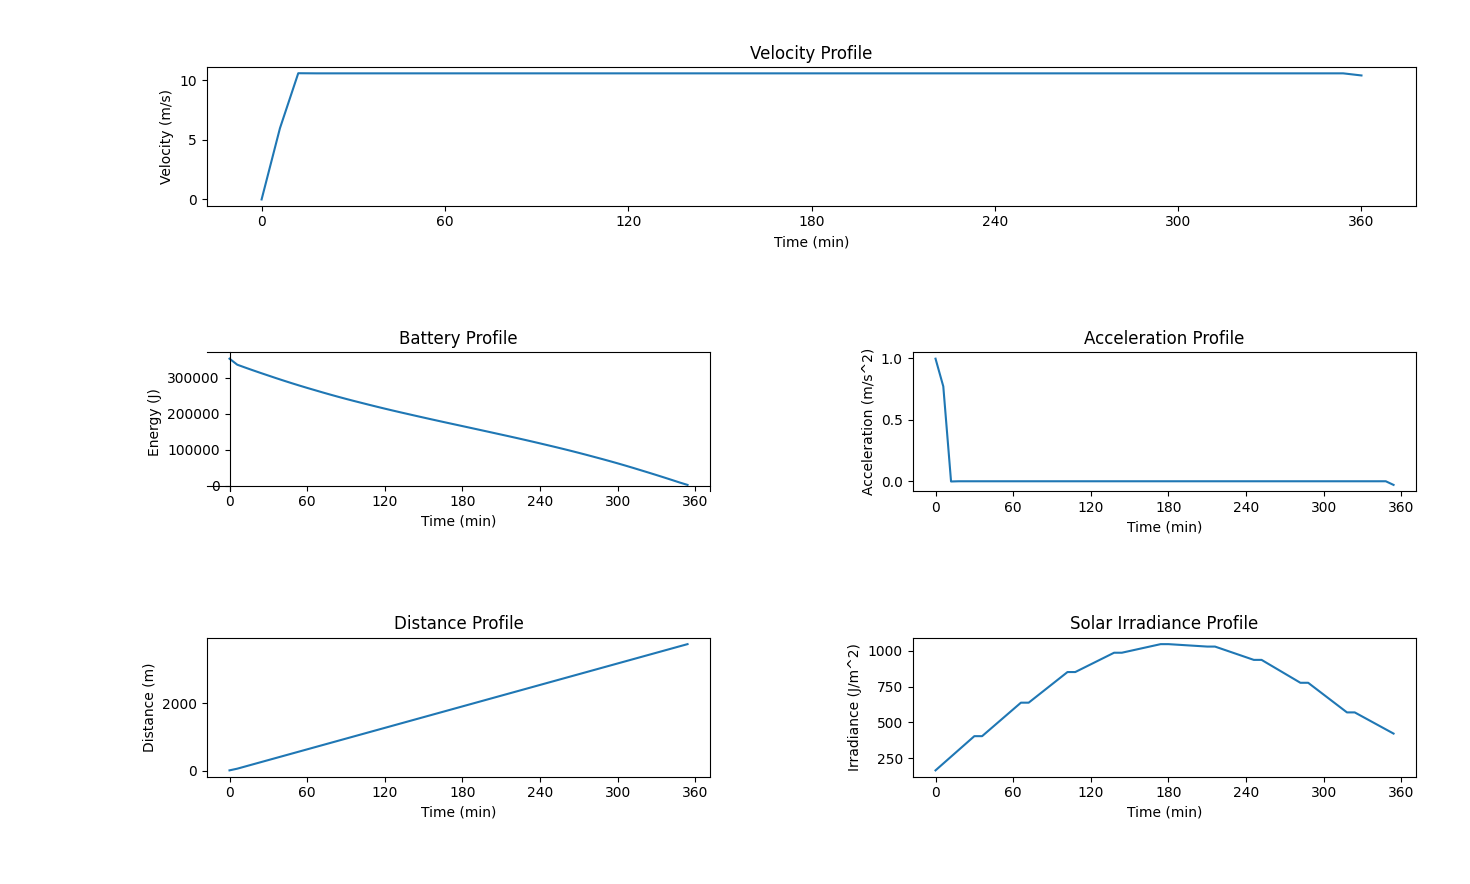 Velocity Profile
10
5
0
Velocity (m/s)
0 60 120 180 240 300 360
Time (min)
Battery Profile
300000
200000
100000
0
Energy (J)
0 60 120 180 240 300 360
Time (min)
Acceleration Profile
1.0
0.5
0.0
Acceleration (m/s^2)
0 60 120 180 240 300 360
Time (min)
Distance Profile
2000
0
Distance (m)
0 60 120 180 240 300 360
Time (min)
Solar Irradiance Profile
1000
750
500
250
Irradiance (J/m^2)
0 60 120 180 240 300 360
Time (min)